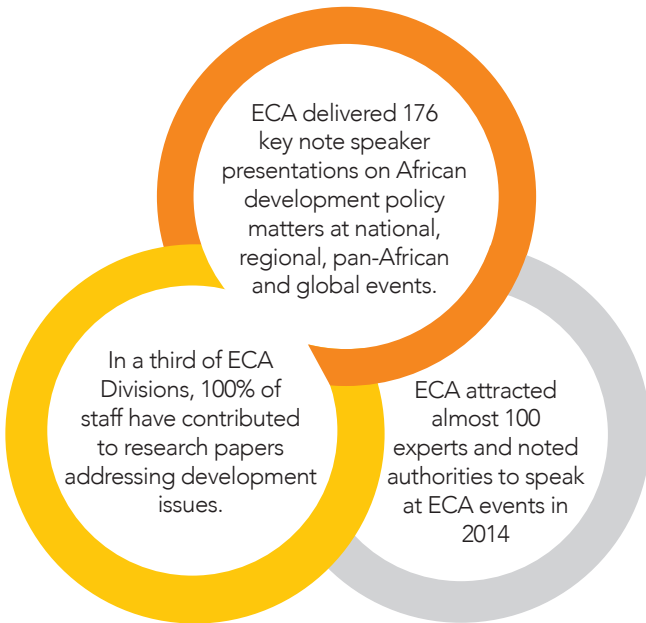 ECA delivered 176
key note speaker
presentations on African
development policy
matters at national,
regional, pan-African
and global events.
In a third of ECA
Divisions, 100% of
staff have contributed
to research papers
addressing development
issues.
ECA attracted
almost 100
experts and noted
authorities to speak
at ECA events in
2014